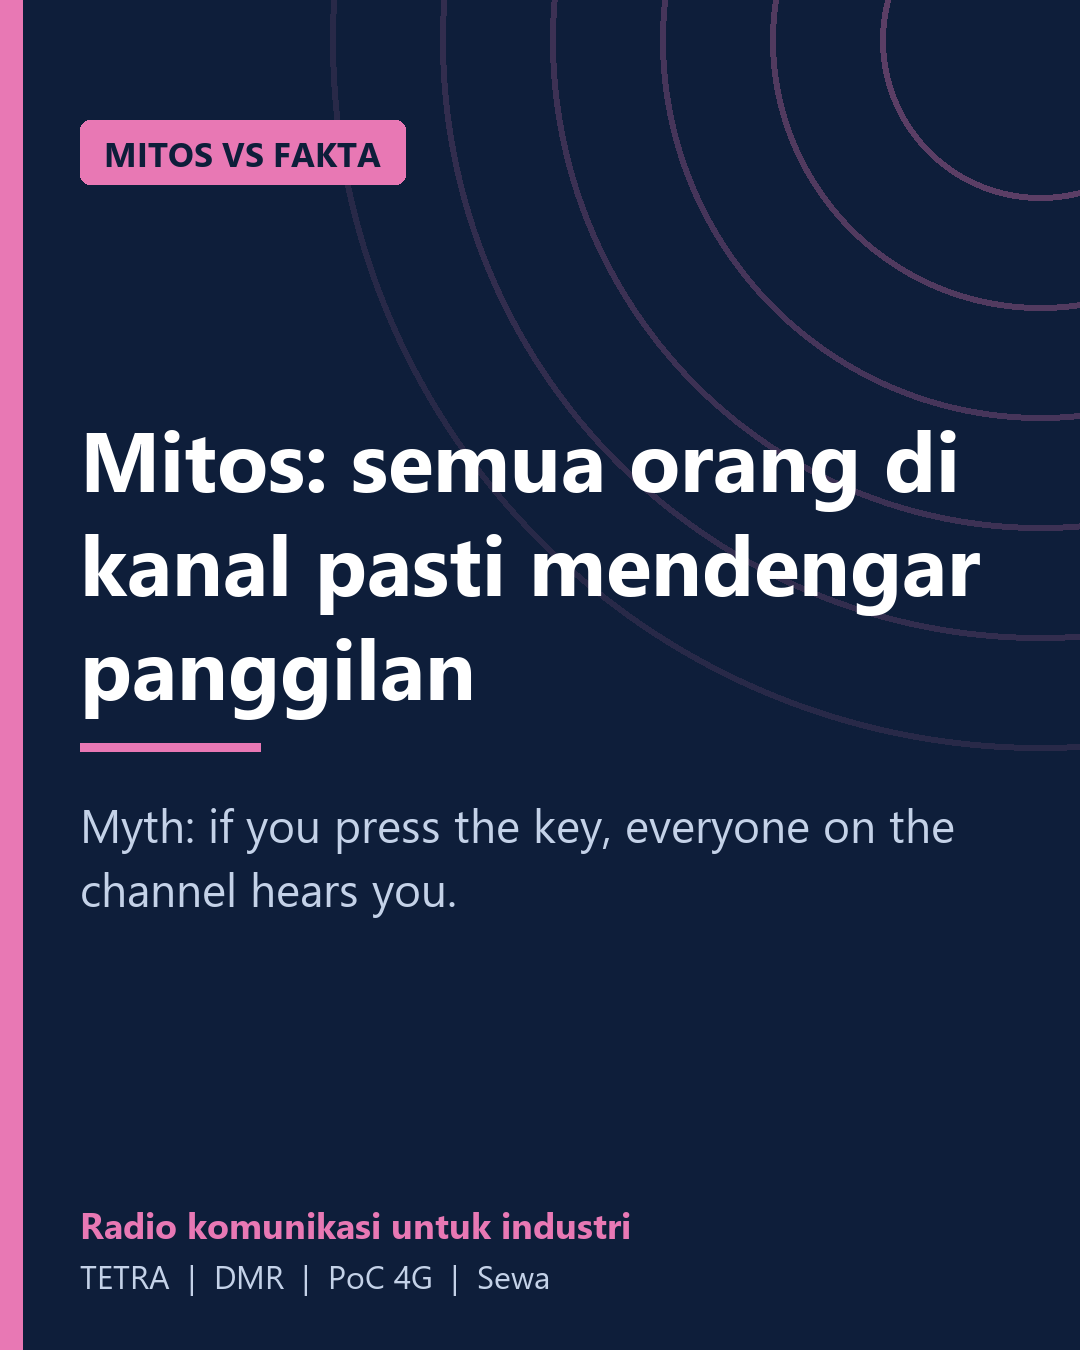 MITOS VS FAKTA
Mitos: semua orang di
kanal pasti mendengar
panggilan
Myth: if you press the key, everyone on the
channel hears you.
Radio komunikasi untuk industri
TETRA | DMR | PoC 4G | Sewa